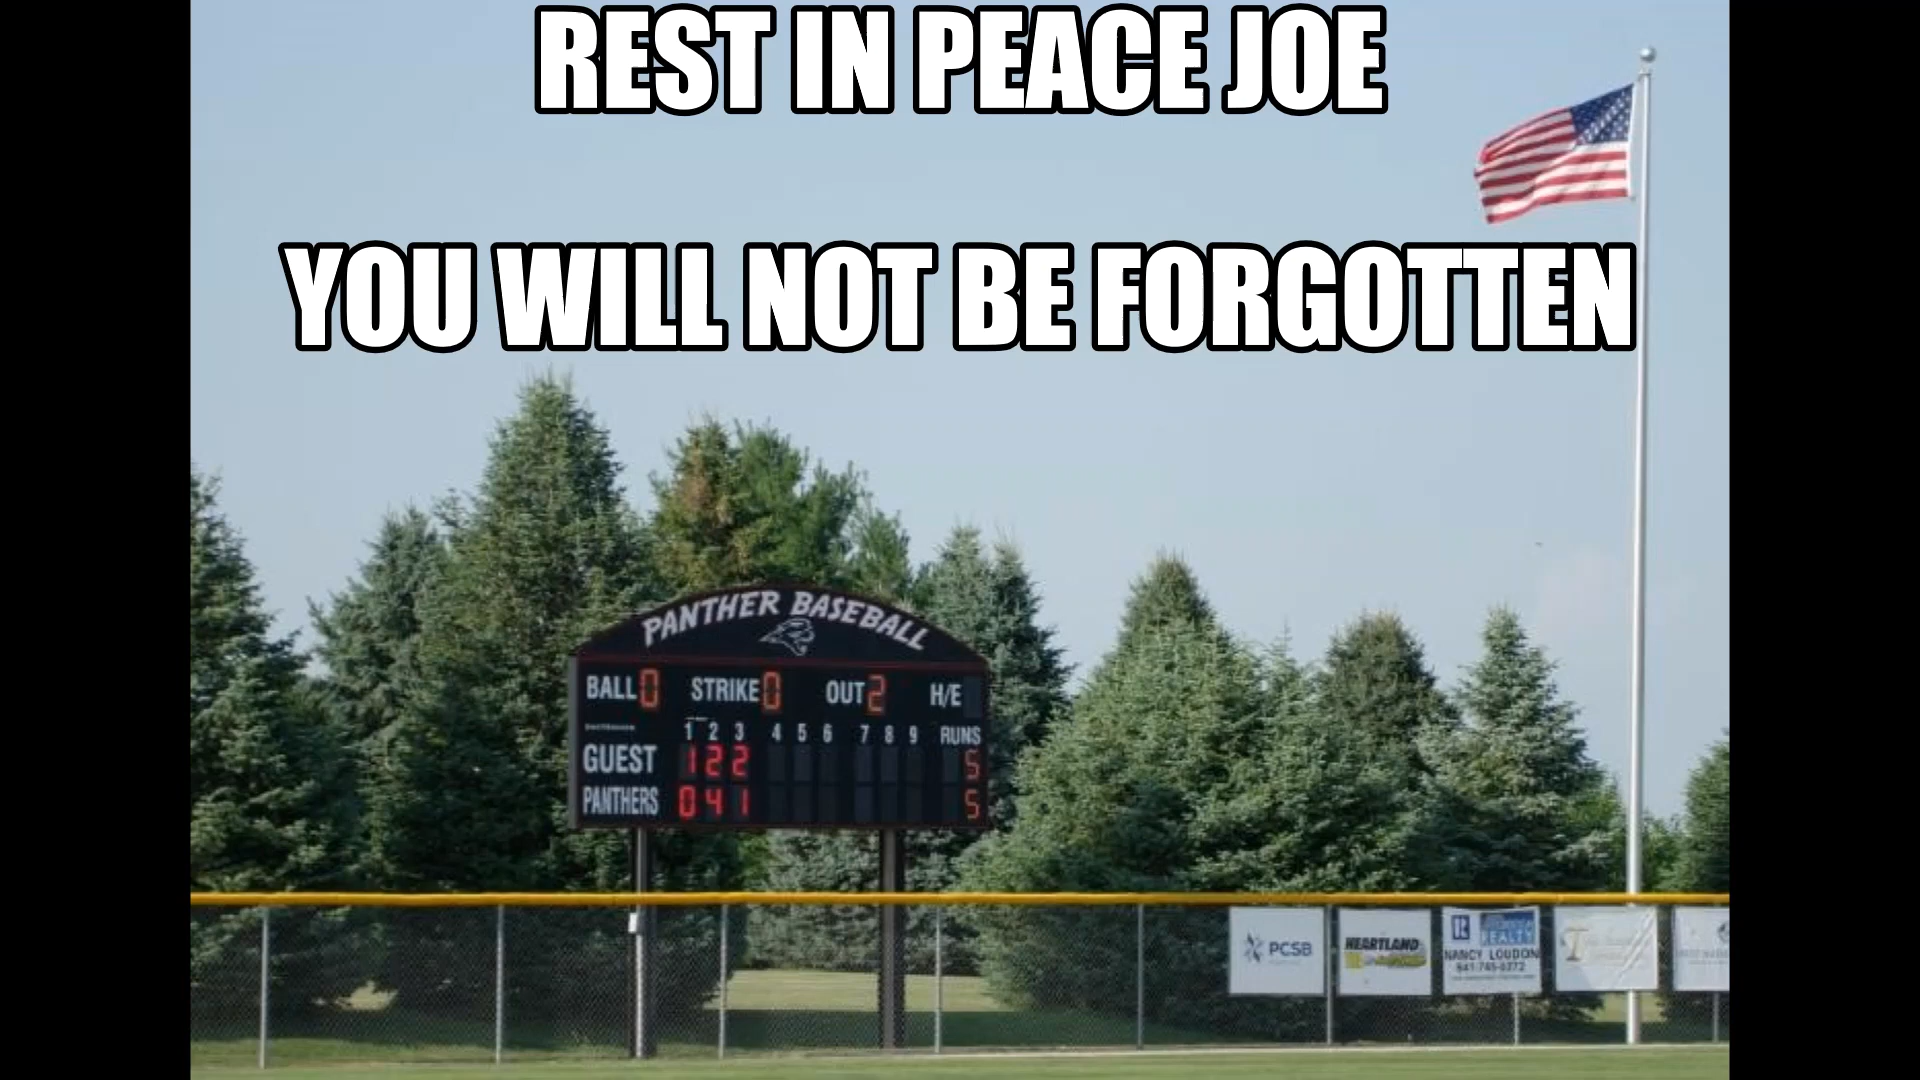 REST IN PEACE JOE
YOU WILL NOT BE FORGOTTEN
PANTHER BASEBALL
BALL 0 STRIKE 0 OUT 2 H/E
1 2 3 4 5 6 7 8 9 RUNS
GUEST 1 2 2 5
PANTHERS 0 4 1 5
PCSB
HEARTLAND
REALTY
NANCY LOUDON